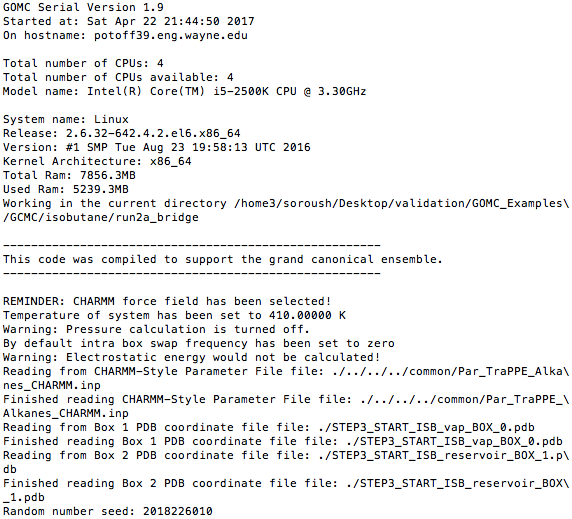 GOMC Serial Version 1.9
Started at: Sat Apr 22 21:44:50 2017
On hostname: potoff39.eng.wayne.edu
Total number of CPUs: 4
Total number of CPUs available: 4
Model name: Intel(R) Core(TM) i5-2500K CPU @ 3.30GHz
System name: Linux
Release: 2.6.32-642.4.2.el6.x86_64
Version: #1 SMP Tue Aug 23 19:58:13 UTC 2016
Kernel Architecture: x86_64
Total Ram: 7856.3MB
Used Ram: 5239.3MB
Working in the current directory /home3/soroush/Desktop/validation/GOMC_Examples\
/GCMC/isobutane/run2a_bridge
------------------------------------------------------
This code was compiled to support the grand canonical ensemble.
------------------------------------------------------
REMINDER: CHARMM force field has been selected!
Temperature of system has been set to 410.00000 K
Warning: Pressure calculation is turned off.
By default intra box swap frequency has been set to zero
Warning: Electrostatic energy would not be calculated!
Reading from CHARMM-Style Parameter File file: ./../../../common/Par_TraPPE_Alka\
nes_CHARMM.inp
Finished reading CHARMM-Style Parameter File file: ./../../../common/Par_TraPPE_\
Alkanes_CHARMM.inp
Reading from Box 1 PDB coordinate file file: ./STEP3_START_ISB_vap_BOX_0.pdb
Finished reading Box 1 PDB coordinate file file: ./STEP3_START_ISB_vap_BOX_0.pdb
Reading from Box 2 PDB coordinate file file: ./STEP3_START_ISB_reservoir_BOX_1.p\
db
Finished reading Box 2 PDB coordinate file file: ./STEP3_START_ISB_reservoir_BOX\
_1.pdb
Random number seed: 2018226010